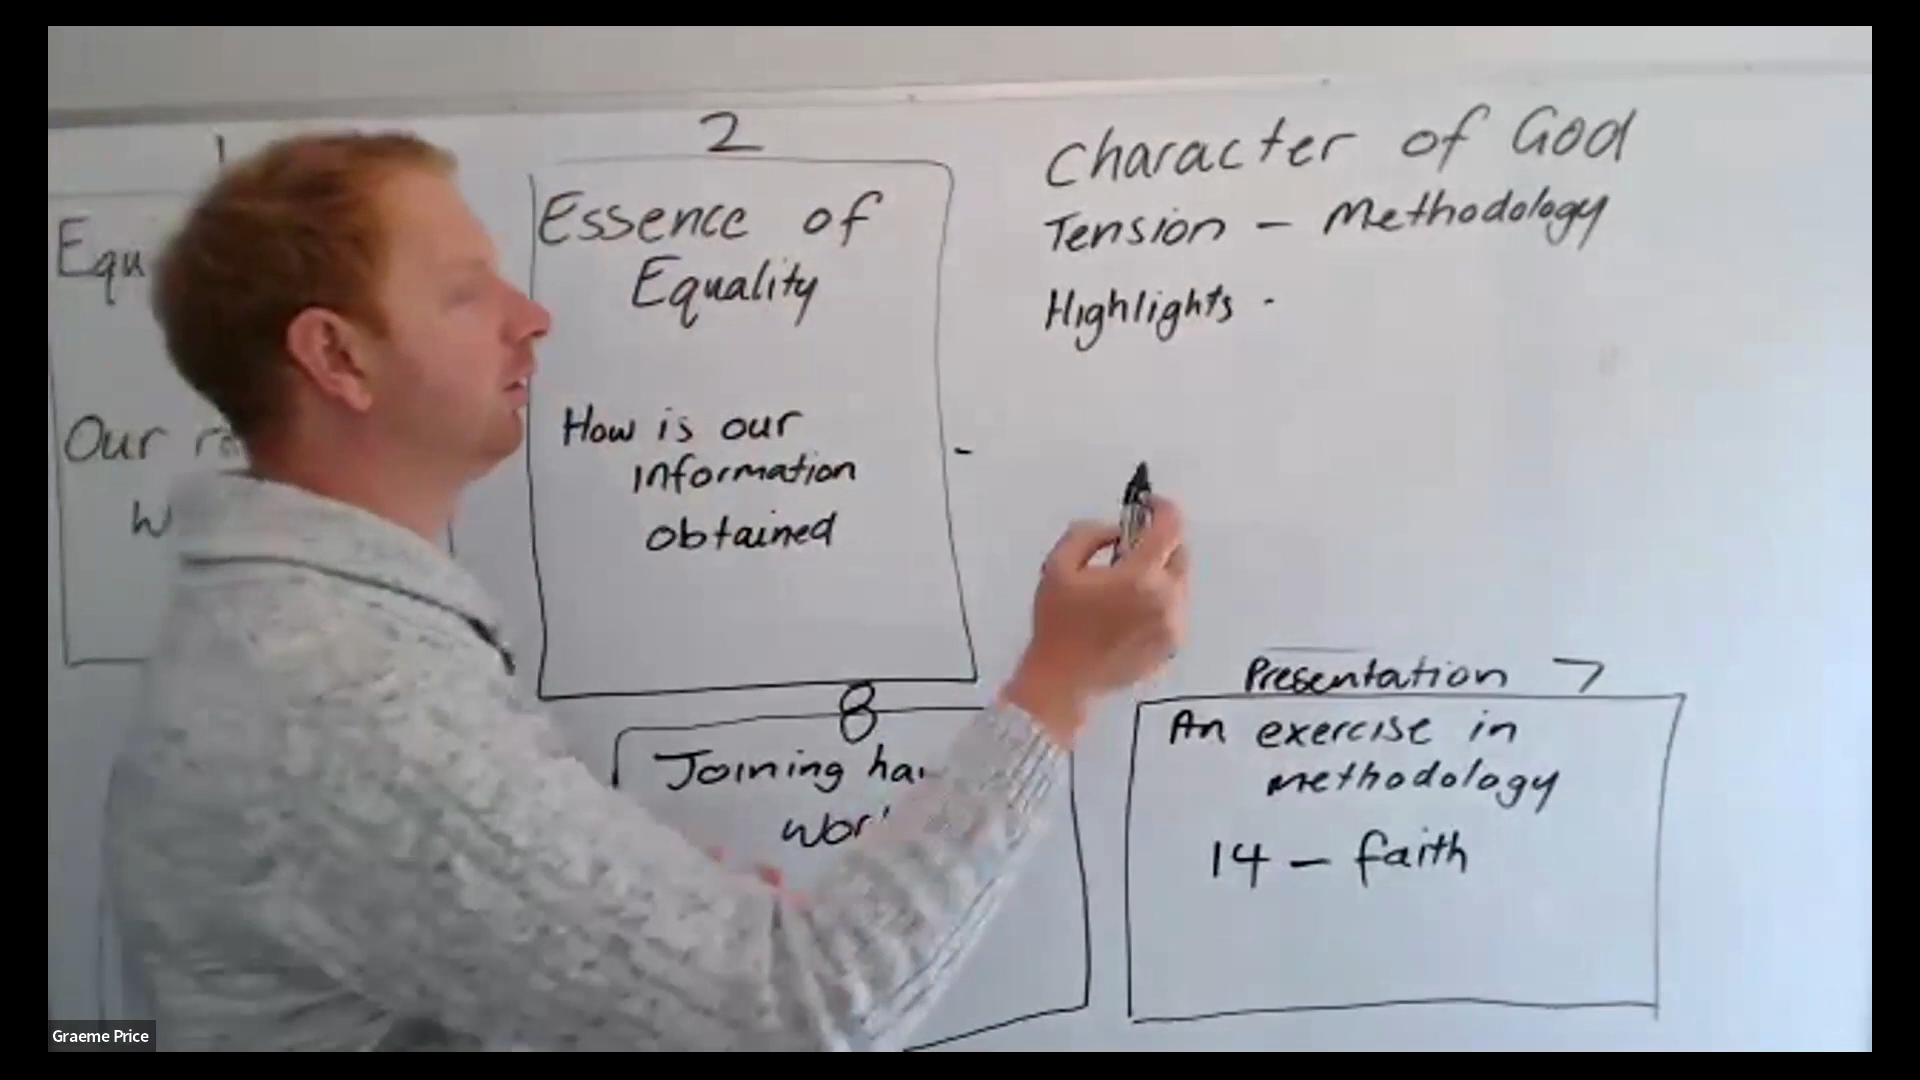 1
Equ
Our
W
2
Essence of
Equality
How is our
information
obtained
-
Character of God
Tension - Methodology
Highlights -
8
Joining
Presentation 7
An exercise in
methodology
14 - faith
Graeme Price